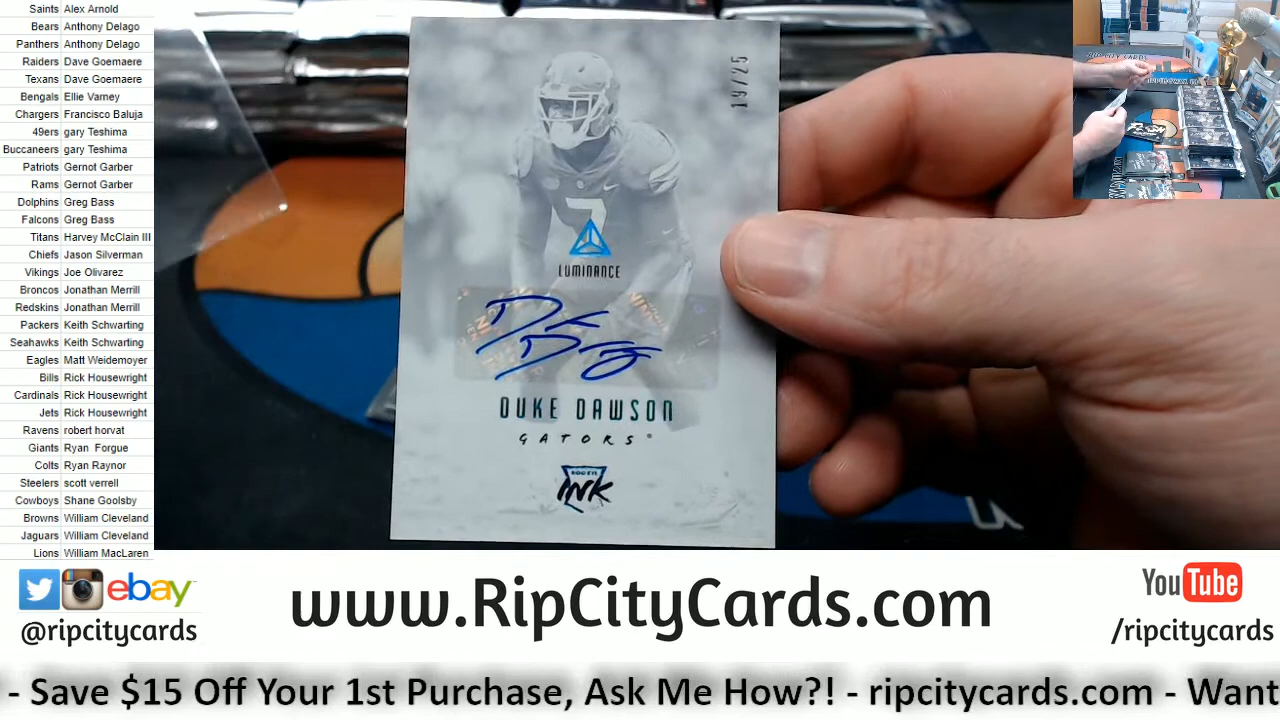 Saints Alex Arnold
Bears Anthony Delago
Panthers Anthony Delago
Raiders Dave Goemaere
Texans Dave Goemaere
Bengals Ellie Varney
Chargers Francisco Baluja
49ers gary Teshima
Buccaneers gary Teshima
Patriots Gernot Garber
Rams Gernot Garber
Dolphins Greg Bass
Falcons Greg Bass
Titans Harvey McClain III
Chiefs Jason Silverman
Vikings Joe Olivarez
Broncos Jonathan Merrill
Redskins Jonathan Merrill
Packers Keith Schwarting
Seahawks Keith Schwarting
Eagles Matt Weidemoyer
Bills Rick Housewright
Cardinals Rick Housewright
Jets Rick Housewright
Ravens robert horvat
Giants Ryan Forgue
Colts Ryan Raynor
Steelers scott verrell
Cowboys Shane Goolsby
Browns William Cleveland
Jaguars William Cleveland
Lions William MacLaren
19/25
7
LUMINANCE
DUKE DAWSON
GATORS
ROOKIE
INK
ebay
@ripcitycards
www.RipCityCards.com
YouTube
/ripcitycards
- Save $15 Off Your 1st Purchase, Ask Me How?! - ripcitycards.com - Want